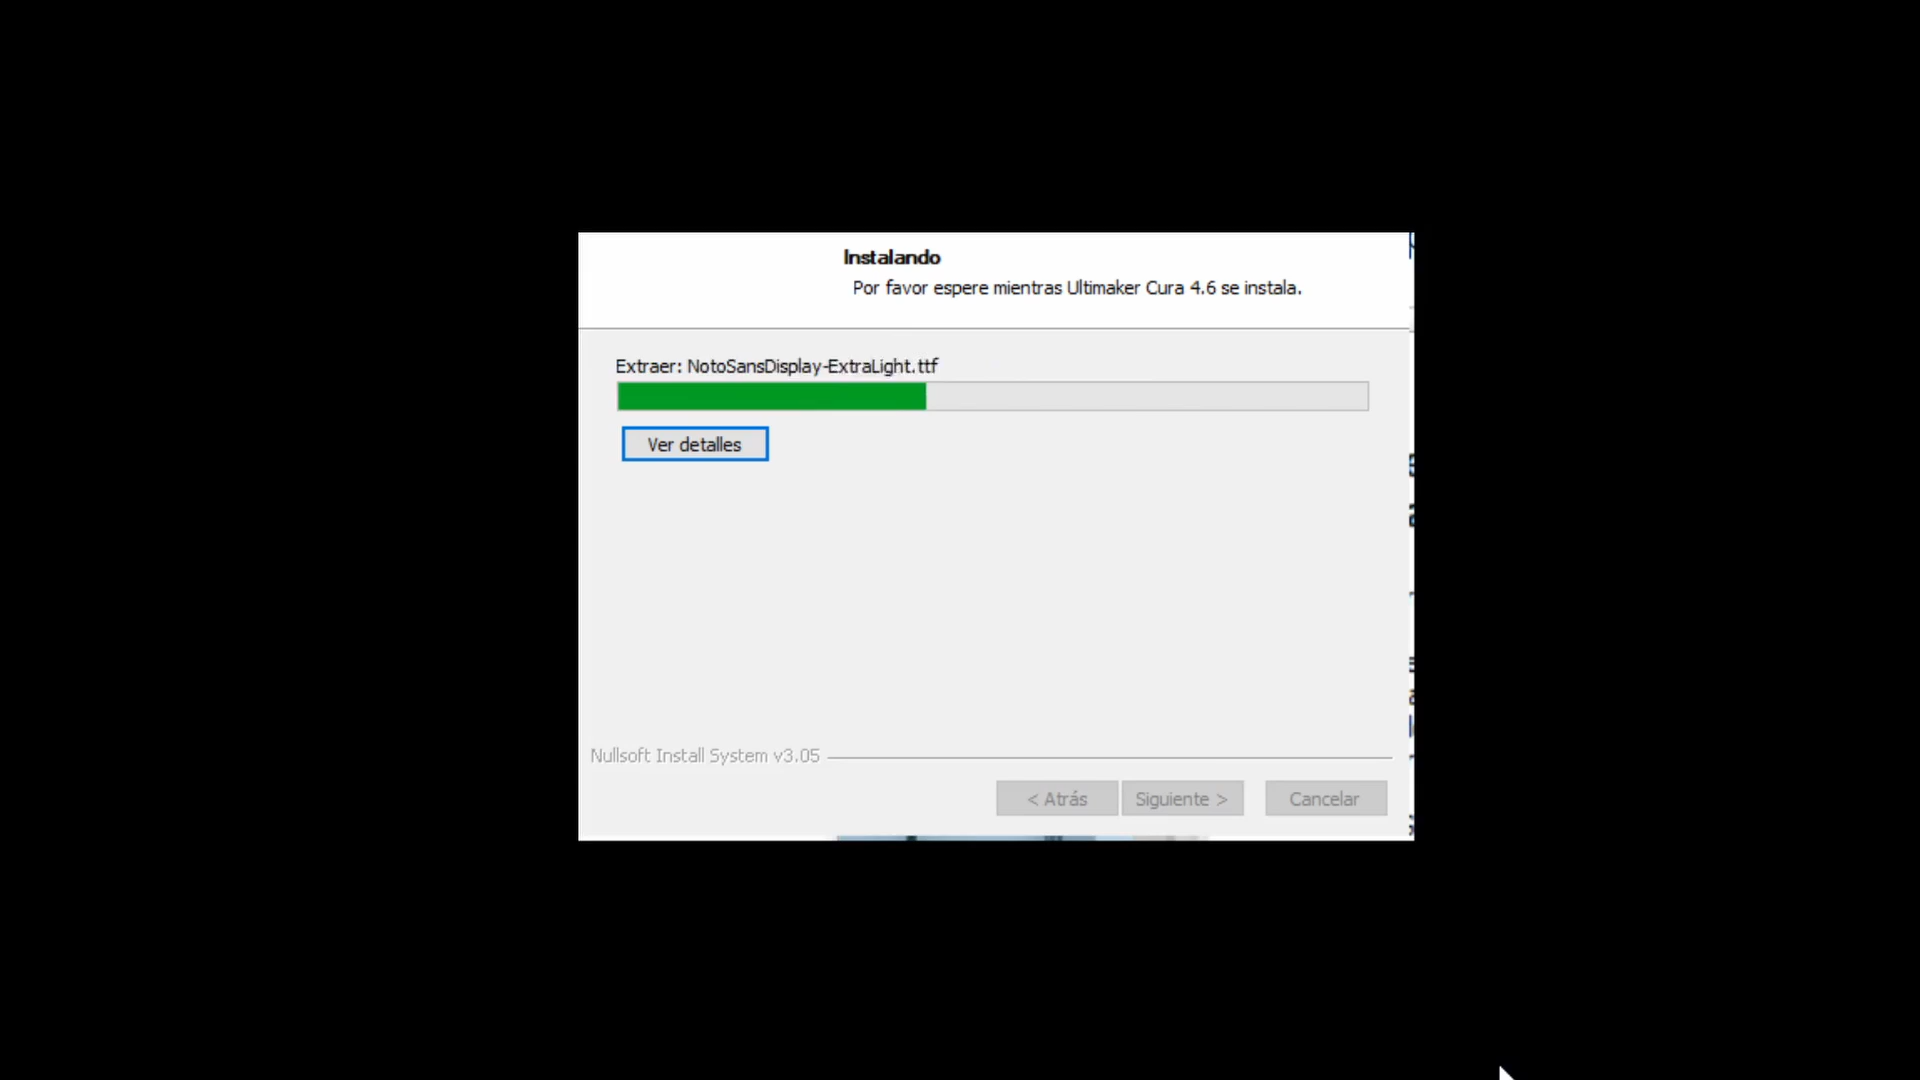 Instalando
Por favor espere mientras Ultimaker Cura 4.6 se instala.
Extraer: NotoSansDisplay-ExtraLight.ttf
Ver detalles
Nullsoft Install System v3.05
< Atrás Siguiente > Cancelar